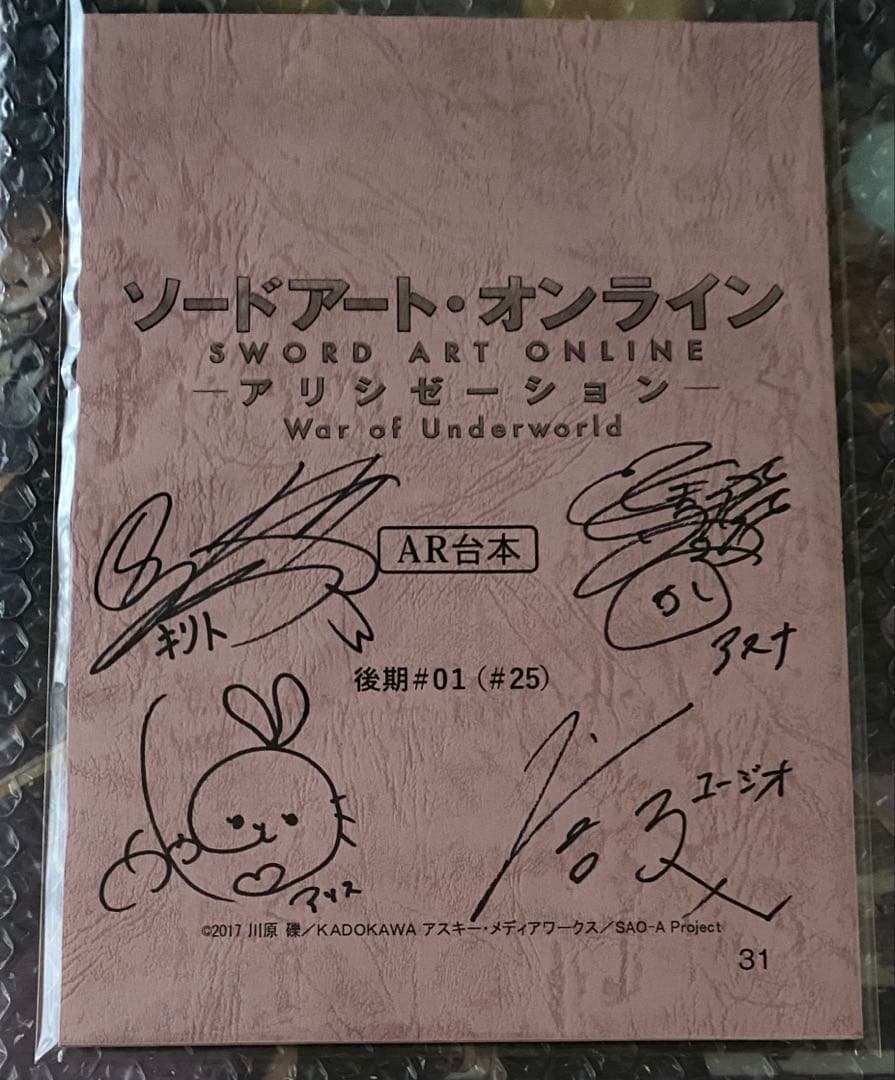 ソードアート・オンライン
SWORD ART ONLINE
ーアリシゼーションー
War of Underworld
AR台本
キリト
アスナ
後期#01(#25)
ユージオ
アリス
©2017 川原 礫/KADOKAWA アスキー・メディアワークス/SAO-A Project
31